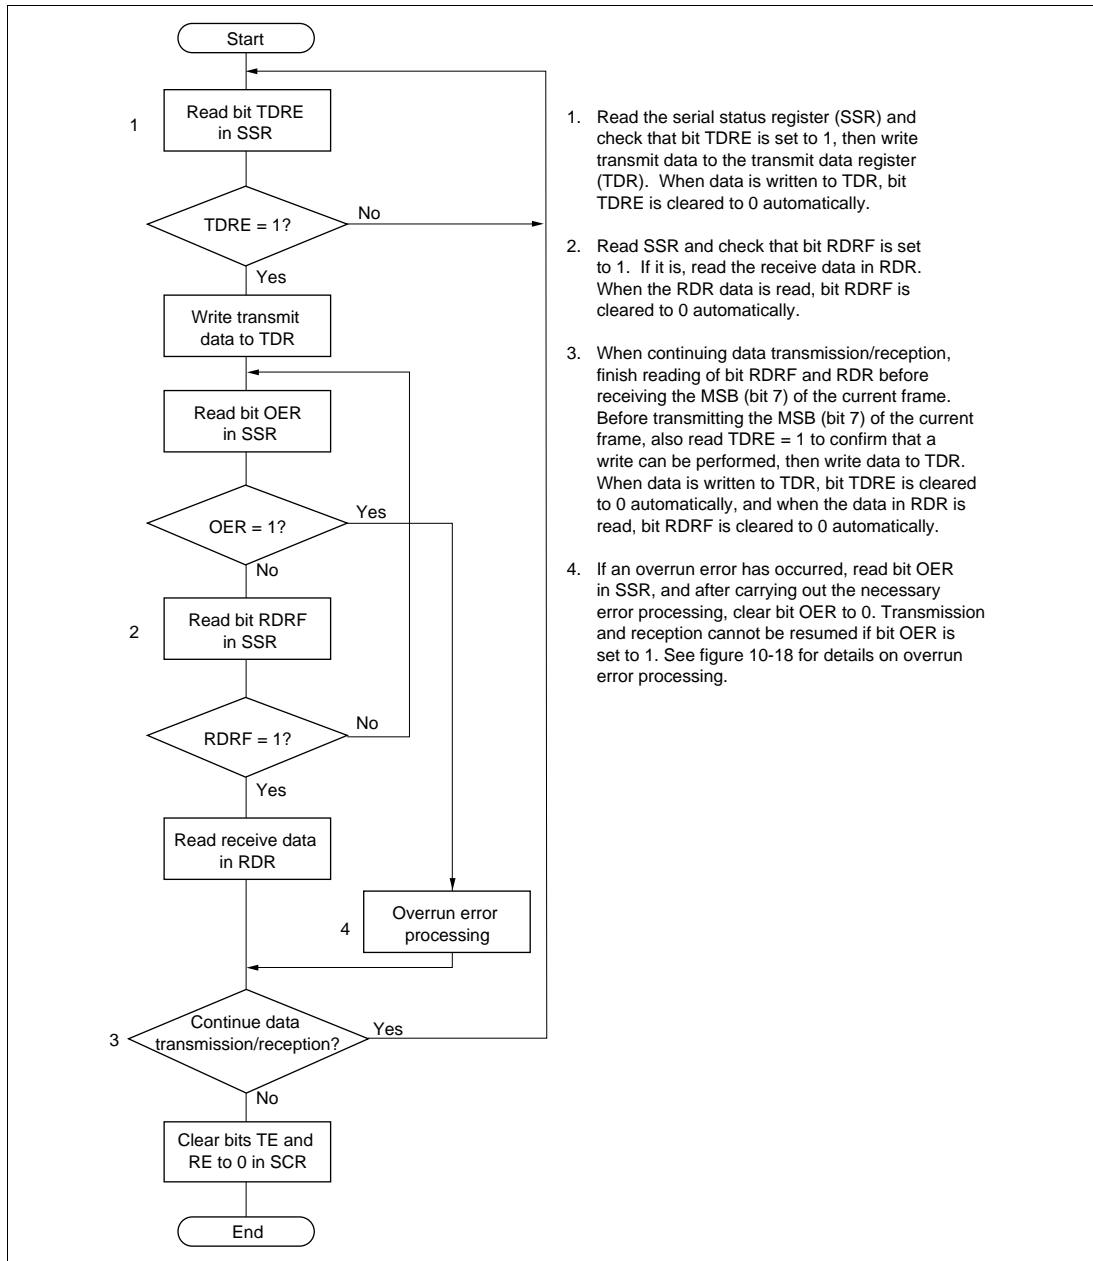 Start
1
Read bit TDRE
in SSR
TDRE = 1?
No
Yes
Write transmit
data to TDR
Read bit OER
in SSR
OER = 1?
Yes
No
2
Read bit RDRF
in SSR
RDRF = 1?
No
Yes
Read receive data
in RDR
4
Overrun error
processing
3
Continue data
transmission/reception?
Yes
No
Clear bits TE and
RE to 0 in SCR
End
1. Read the serial status register (SSR) and
check that bit TDRE is set to 1, then write
transmit data to the transmit data register
(TDR). When data is written to TDR, bit
TDRE is cleared to 0 automatically.
2. Read SSR and check that bit RDRF is set
to 1. If it is, read the receive data in RDR.
When the RDR data is read, bit RDRF is
cleared to 0 automatically.
3. When continuing data transmission/reception,
finish reading of bit RDRF and RDR before
receiving the MSB (bit 7) of the current frame.
Before transmitting the MSB (bit 7) of the current
frame, also read TDRE = 1 to confirm that a
write can be performed, then write data to TDR.
When data is written to TDR, bit TDRE is cleared
to 0 automatically, and when the data in RDR is
read, bit RDRF is cleared to 0 automatically.
4. If an overrun error has occurred, read bit OER
in SSR, and after carrying out the necessary
error processing, clear bit OER to 0. Transmission
and reception cannot be resumed if bit OER is
set to 1. See figure 10-18 for details on overrun
error processing.